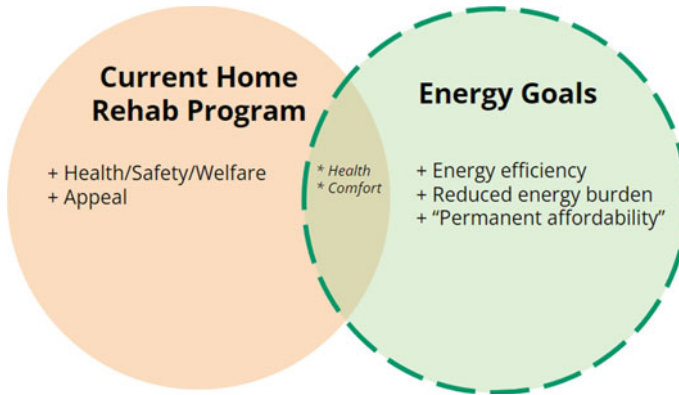 Current Home
Rehab Program
+ Health/Safety/Welfare
+ Appeal
* Health
* Comfort
Energy Goals
+ Energy efficiency
+ Reduced energy burden
+ “Permanent affordability”